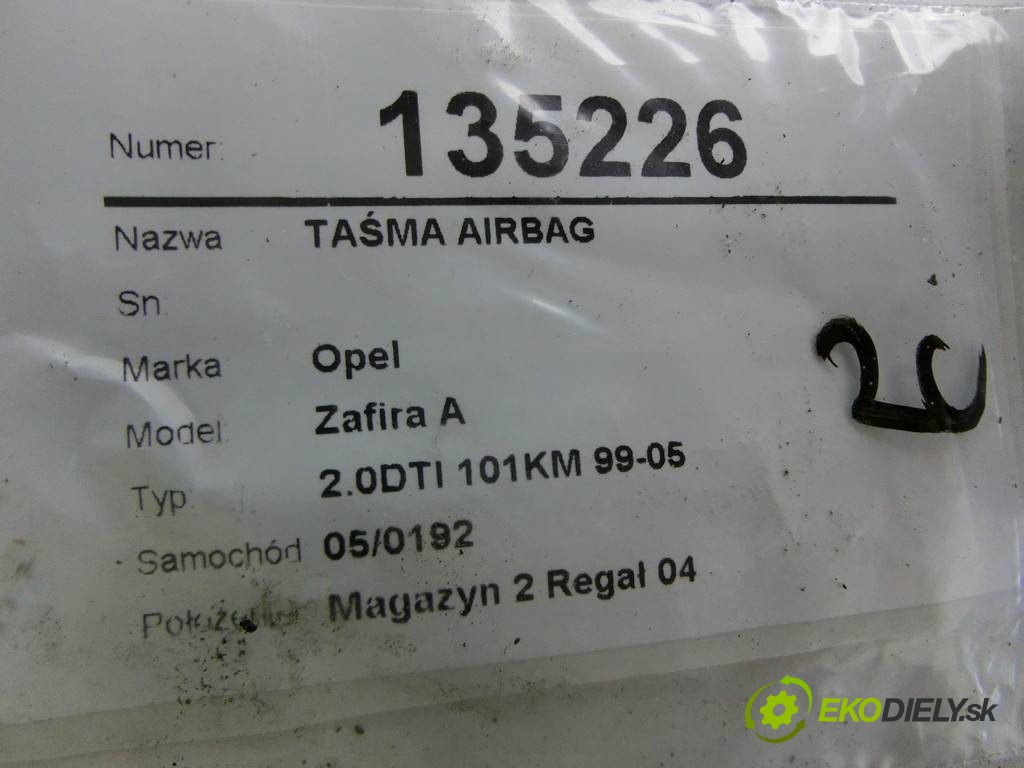 Numer: 135226
Nazwa TAŚMA AIRBAG
Sn.
Marka Opel
Model Zafira A
Typ 2.0DTI 101KM 99-05
Samochód 05/0192
Położenie Magazyn 2 Regał 04
EKODIELY.sk